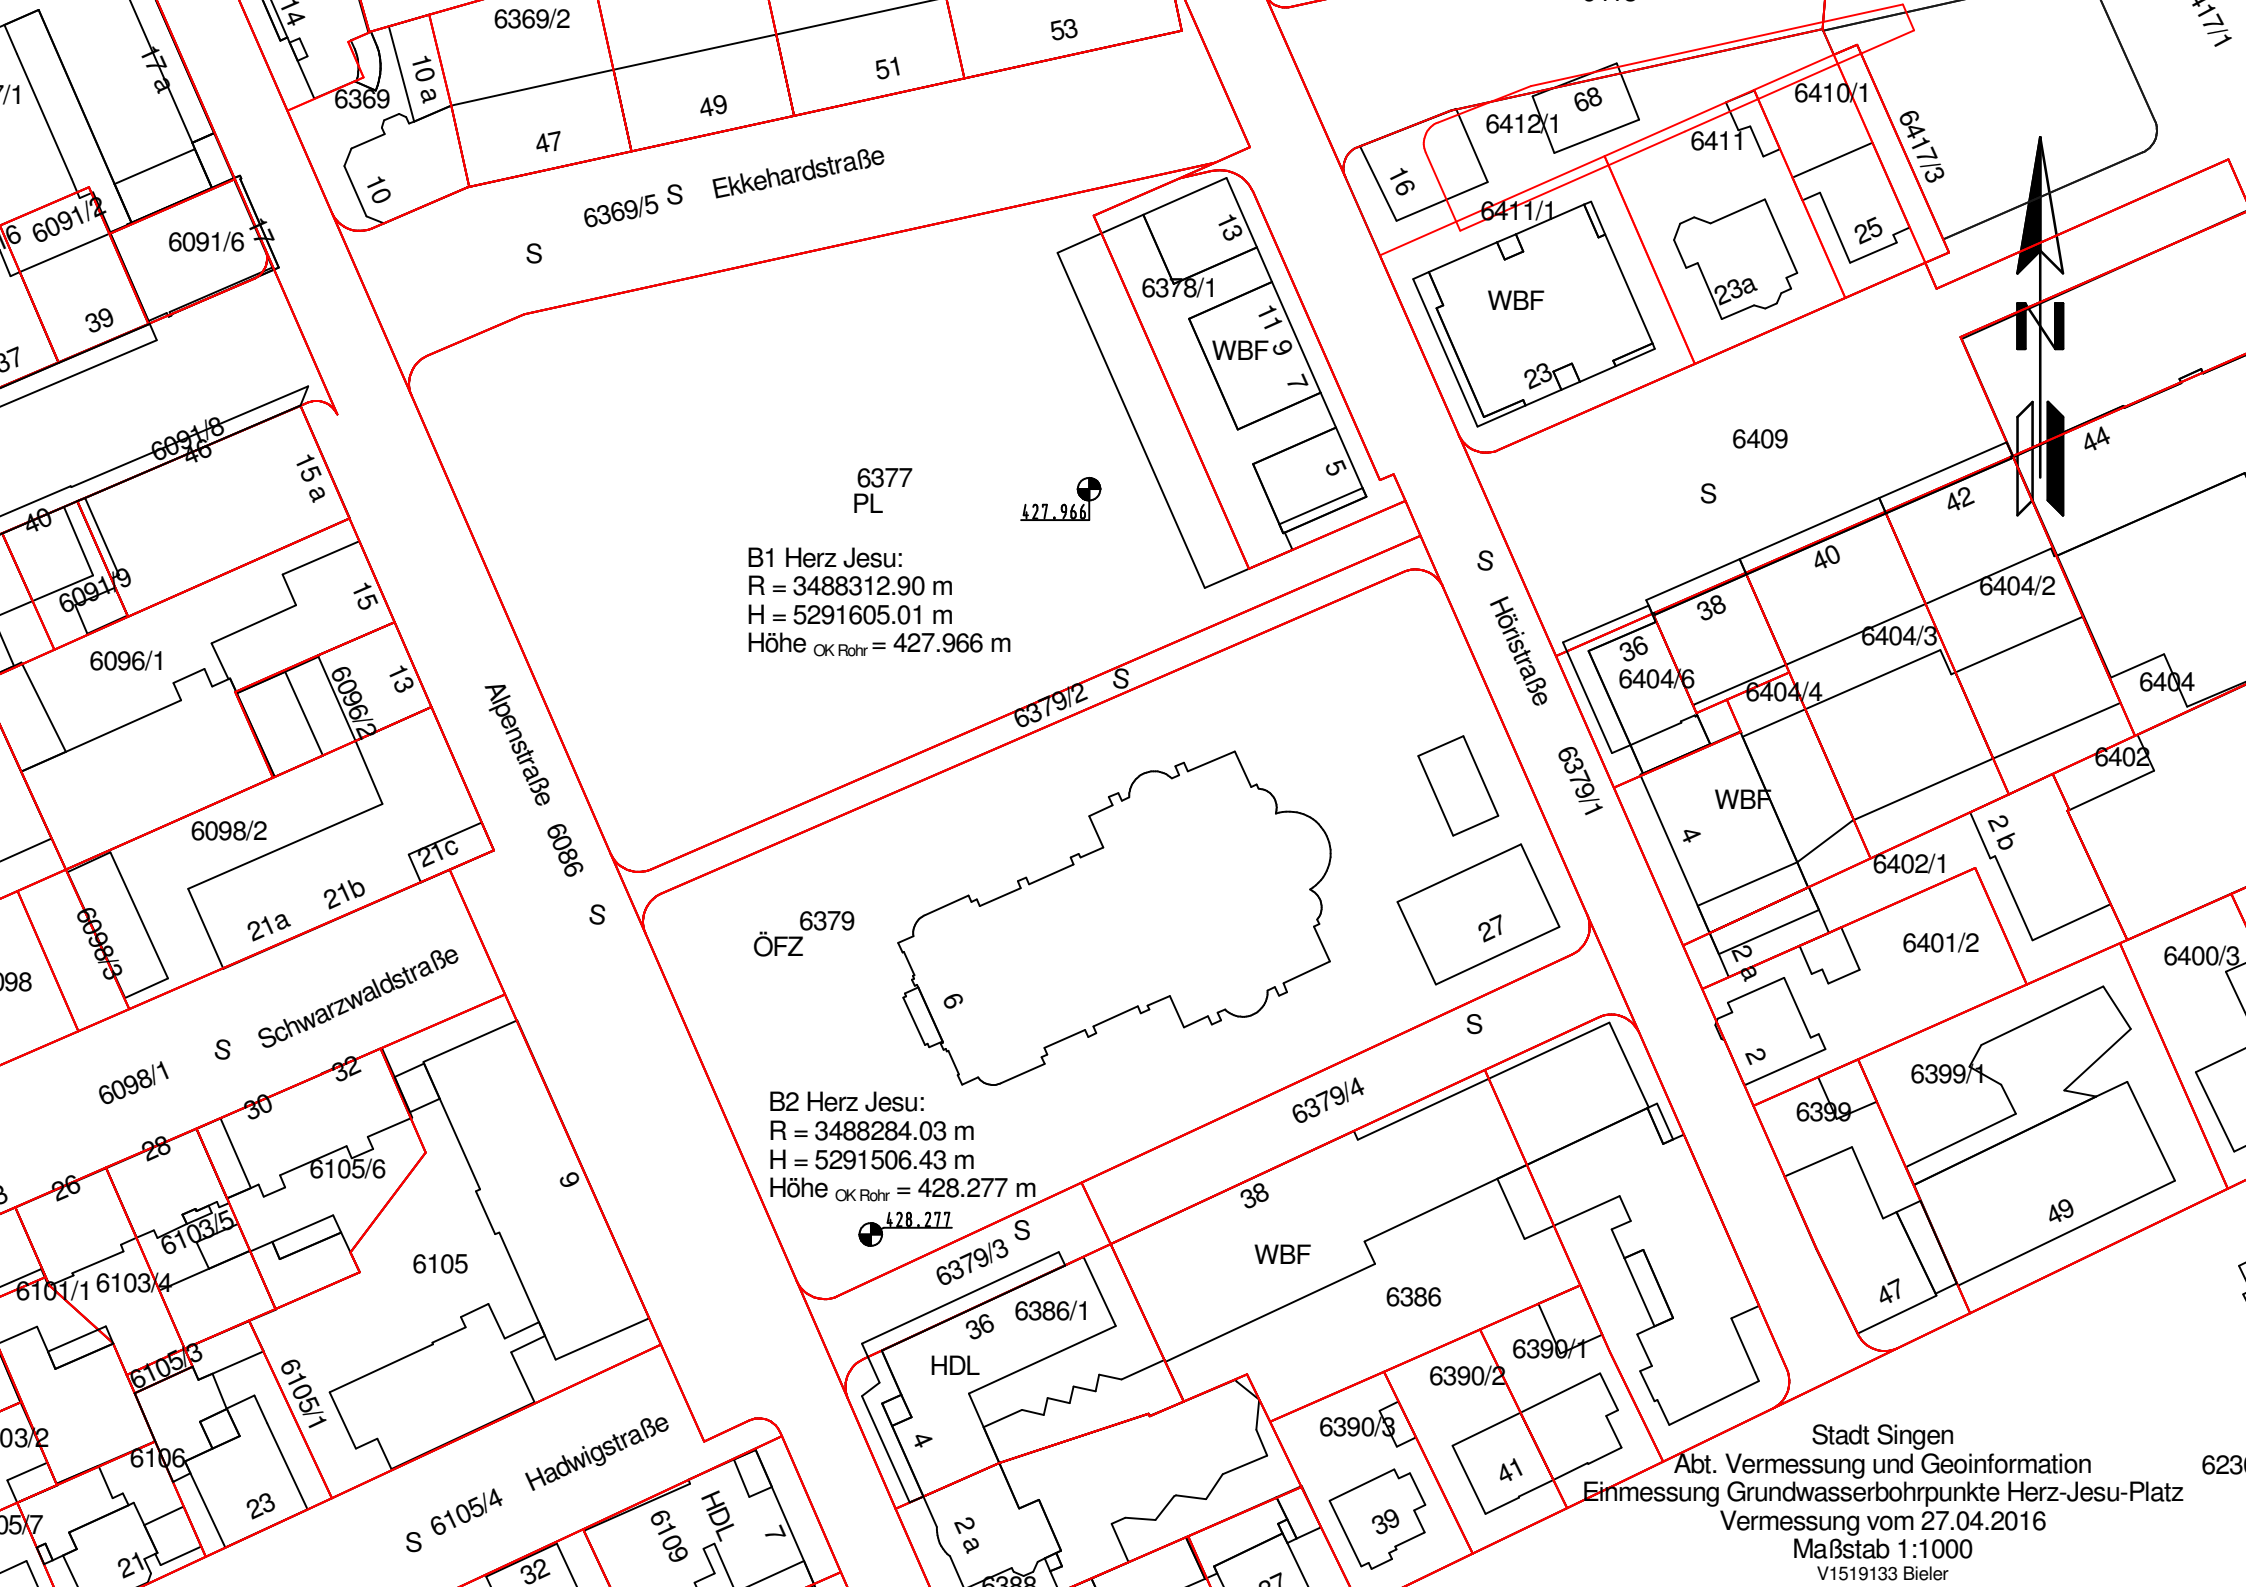 14
6369/2
53
17 a
10 a
51
6369
49
47
10
6369/5 S Ekkehardstraße
S
6091/2
6091/6
17
39
37
6091/8
46
15 a
40
6091/9
15
6096/1
13
6096/2
6098/2
21c
21b
21a
6098/3
Alpenstraße 6086
S
68
6410/1
6412/1
6411
6417/3
16
6411/1
25
WBF
23a
23
13
6378/1
11
9
WBF
7
5
N
6409
S
44
42
40
38
36
6404/2
6404/3
6404/6
6404/4
6404
6402
WBF
4
2 b
6402/1
6401/2
6400/3
2 a
2
6399/1
6399
49
47
6377
PL
427.966
B1 Herz Jesu:
R = 3488312.90 m
H = 5291605.01 m
Höhe OK Rohr = 427.966 m
S
Höristraße
6379/1
6379/2 S
6379
ÖFZ
6
27
S
6379/4
B2 Herz Jesu:
R = 3488284.03 m
H = 5291506.43 m
Höhe OK Rohr = 428.277 m
428.277
6379/3 S
38
WBF
6386
6386/1
36
HDL
4
2 a
6388
6390/1
6390/2
6390/3
41
39
6098/1 S Schwarzwaldstraße
32
30
28
26
6105/6
6103/5
6103/4
6101/1
6105
9
6105/3
6105/1
6106
23
21
S 6105/4 Hadwigstraße
32
6109
HDL
7
Stadt Singen
Abt. Vermessung und Geoinformation
Einmessung Grundwasserbohrpunkte Herz-Jesu-Platz
Vermessung vom 27.04.2016
Maßstab 1:1000
V1519133 Bieler